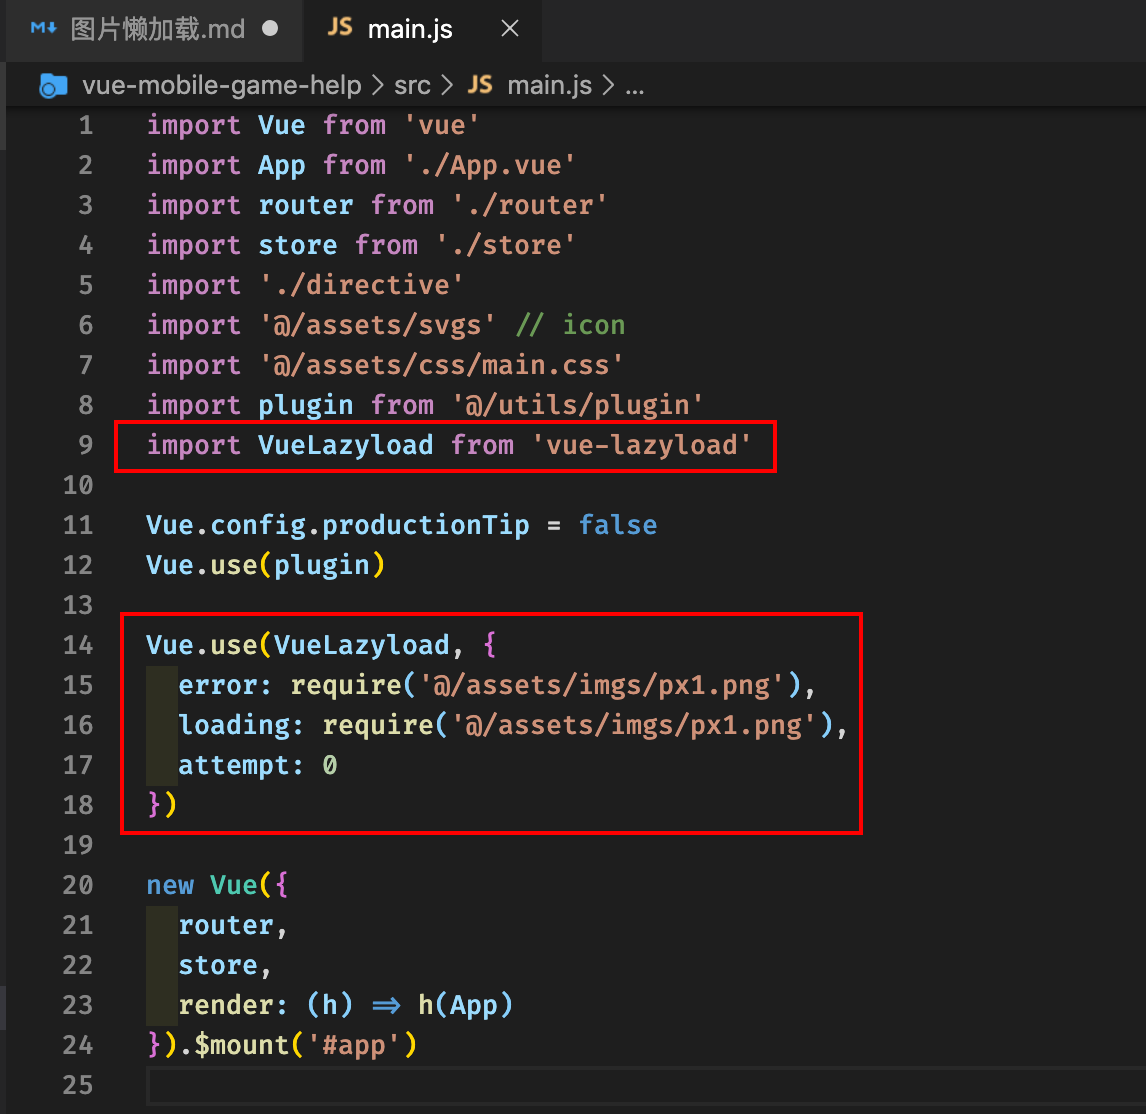 图片懒加载.md
JS main.js
vue-mobile-game-help > src > JS main.js > ...
1 import Vue from 'vue'
2 import App from './App.vue'
3 import router from './router'
4 import store from './store'
5 import './directive'
6 import '@/assets/svgs' // icon
7 import '@/assets/css/main.css'
8 import plugin from '@/utils/plugin'
9 import VueLazyload from 'vue-lazyload'
10
11 Vue.config.productionTip = false
12 Vue.use(plugin)
13
14 Vue.use(VueLazyload, {
15   error: require('@/assets/imgs/px1.png'),
16   loading: require('@/assets/imgs/px1.png'),
17   attempt: 0
18 })
19
20 new Vue({
21   router,
22   store,
23   render: (h) => h(App)
24 }).$mount('#app')
25